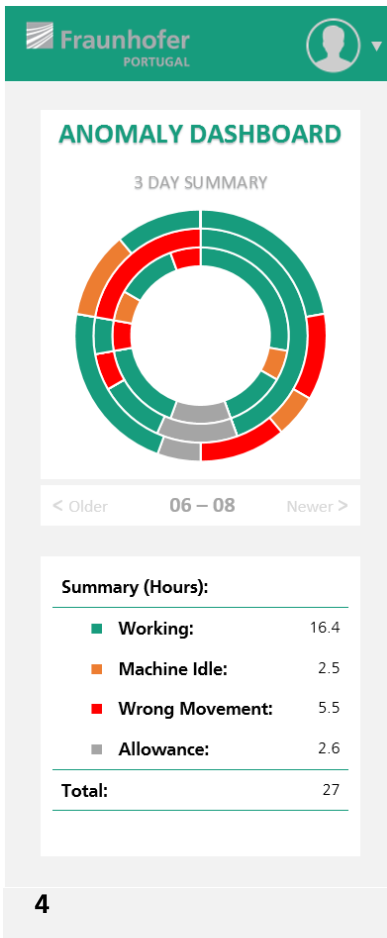 Fraunhofer
PORTUGAL
ANOMALY DASHBOARD
3 DAY SUMMARY
< Older 06 – 08 Newer >
Summary (Hours):
Working: 16.4
Machine Idle: 2.5
Wrong Movement: 5.5
Allowance: 2.6
Total: 27
4